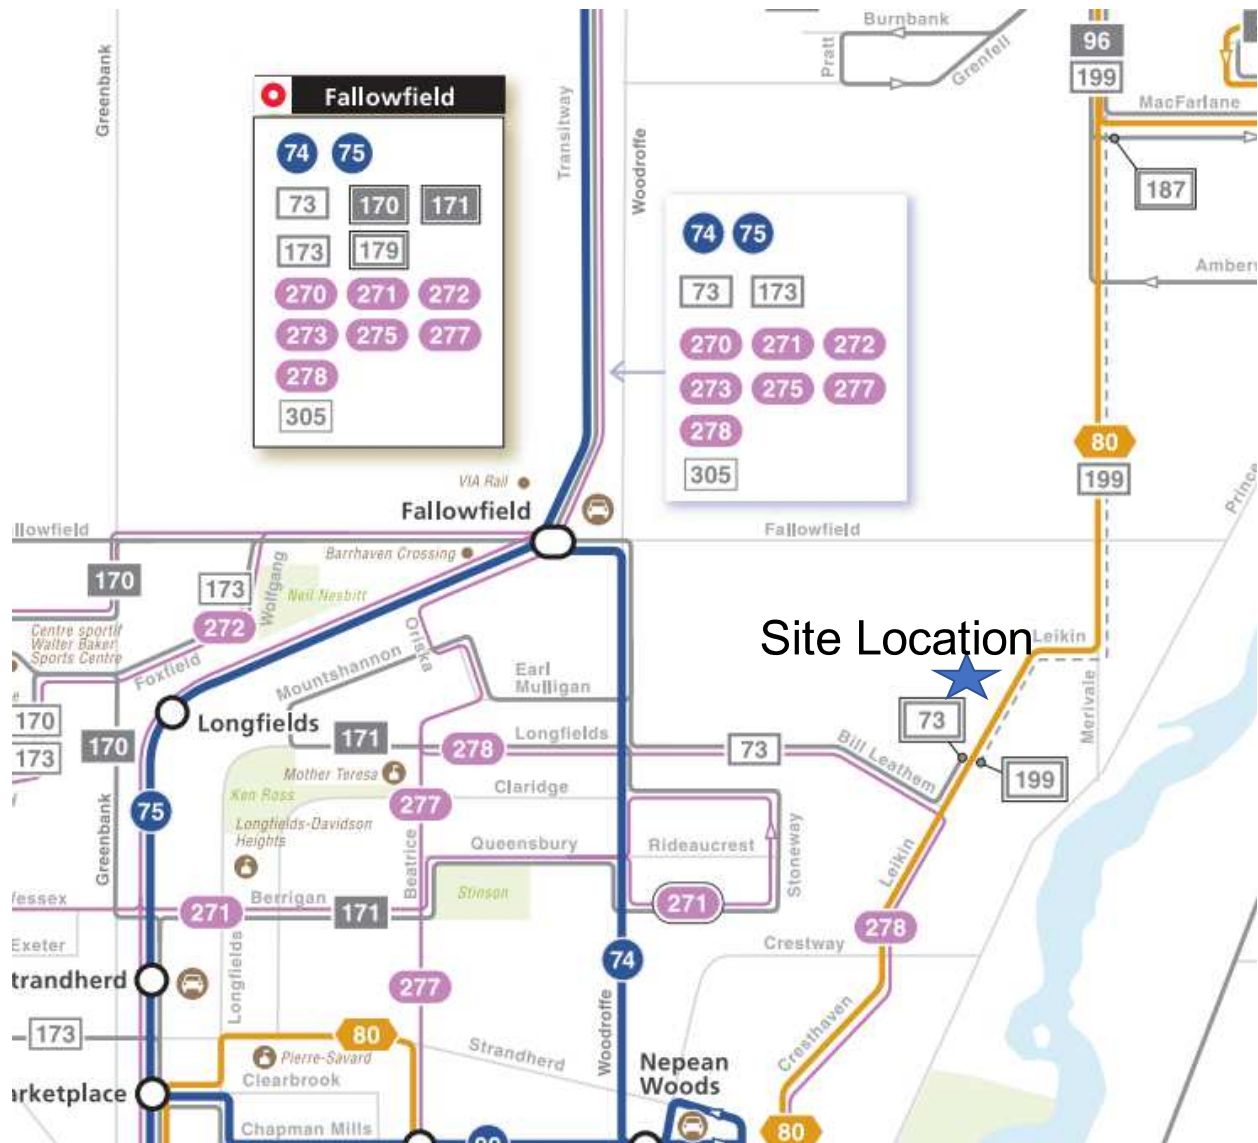 Burnbank
Pratt
Grenfell
96
199
MacFarlane
187
Greenbank
Fallowfield
74 75
73 170 171
173 179
270 271 272
273 275 277
278
305
Transitway
Woodroffe
74 75
73 173
270 271 272
273 275 277
278
305
Amberw
80
199
Prince
VIA Rail
Fallowfield
llowfield
Fallowfield
Barrhaven Crossing
170
173
Wolfgang
Neil Nesbitt
272
Centre sportif
Walter Baker
Sports Centre
Foxfield
Oriska
Mountshannon
Earl
Mulligan
Site Location
Leikin
Merivale
170
173
Longfields
170
171
278
Longfields
73
Bill Leathem
73
199
Mother Teresa
Ken Ross
Claridge
75
277
Longfields-Davidson
Heights
Greenbank
Beatrice
Queensbury
Rideaucrest
Stoneway
Leikin
Stinson
essex
271
Berrigan
171
271
278
Exeter
Longfields
Crestway
74
trandherd
277
Woodroffe
Cresthaven
173
80
Pierre-Savard
Strandherd
Nepean
Woods
Clearbrook
arketplace
Chapman Mills
80